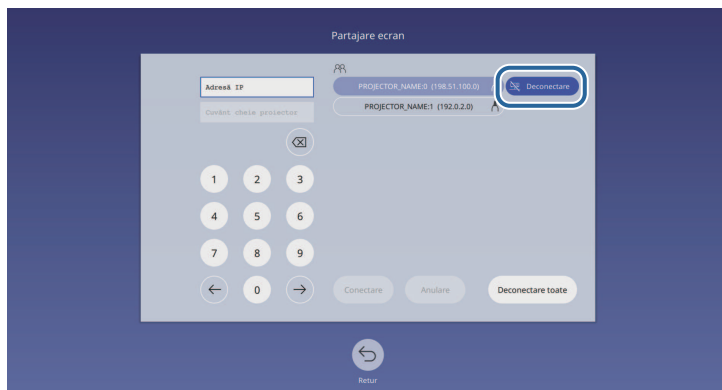 Partajare ecran
Adresă IP
Cuvânt cheie proiector
PROJECTOR_NAME:0 (198.51.100.0)
Deconectare
PROJECTOR_NAME:1 (192.0.2.0)
1 2 3
4 5 6
7 8 9
0
Conectare
Anulare
Deconectare toate
Retur